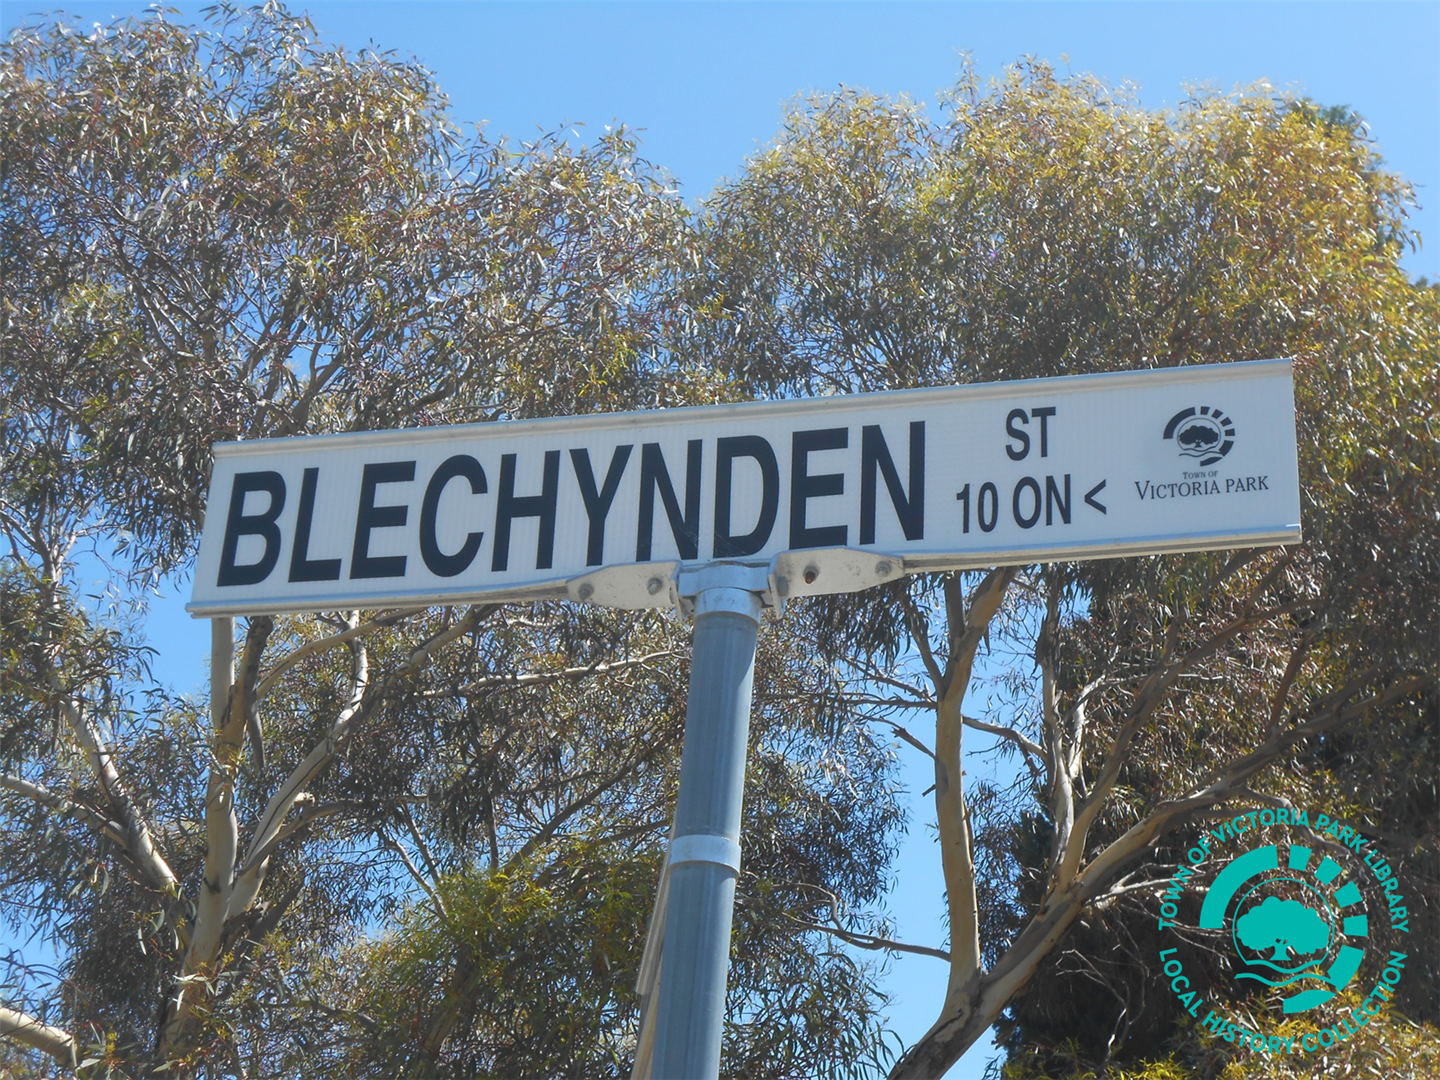 BLECHYNDEN ST
10 ON <
TOWN OF
VICTORIA PARK
TOWN OF VICTORIA PARK LIBRARY
LOCAL HISTORY COLLECTION